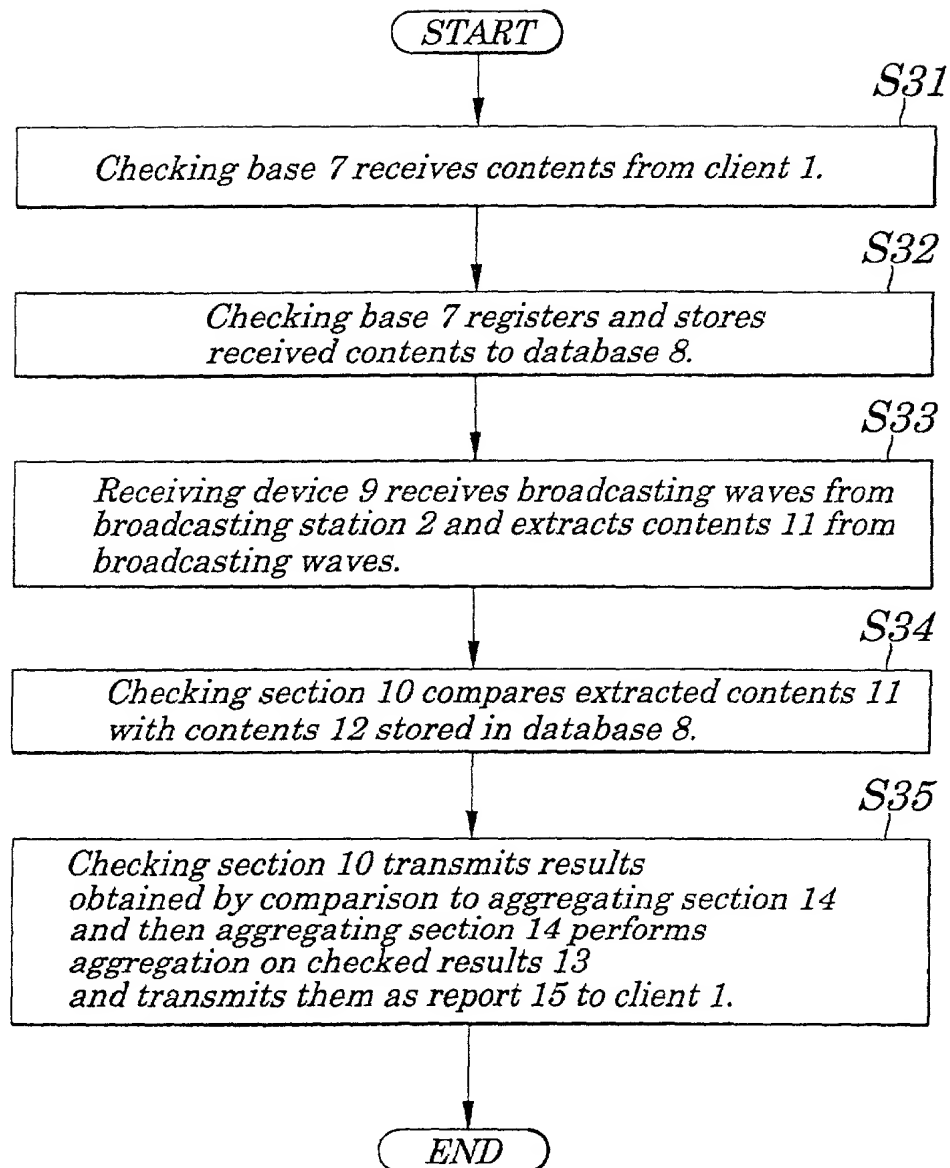 START
S31
Checking base 7 receives contents from client 1.
S32
Checking base 7 registers and stores
received contents to database 8.
S33
Receiving device 9 receives broadcasting waves from
broadcasting station 2 and extracts contents 11 from
broadcasting waves.
S34
Checking section 10 compares extracted contents 11
with contents 12 stored in database 8.
S35
Checking section 10 transmits results
obtained by comparison to aggregating section 14
and then aggregating section 14 performs
aggregation on checked results 13
and transmits them as report 15 to client 1.
END